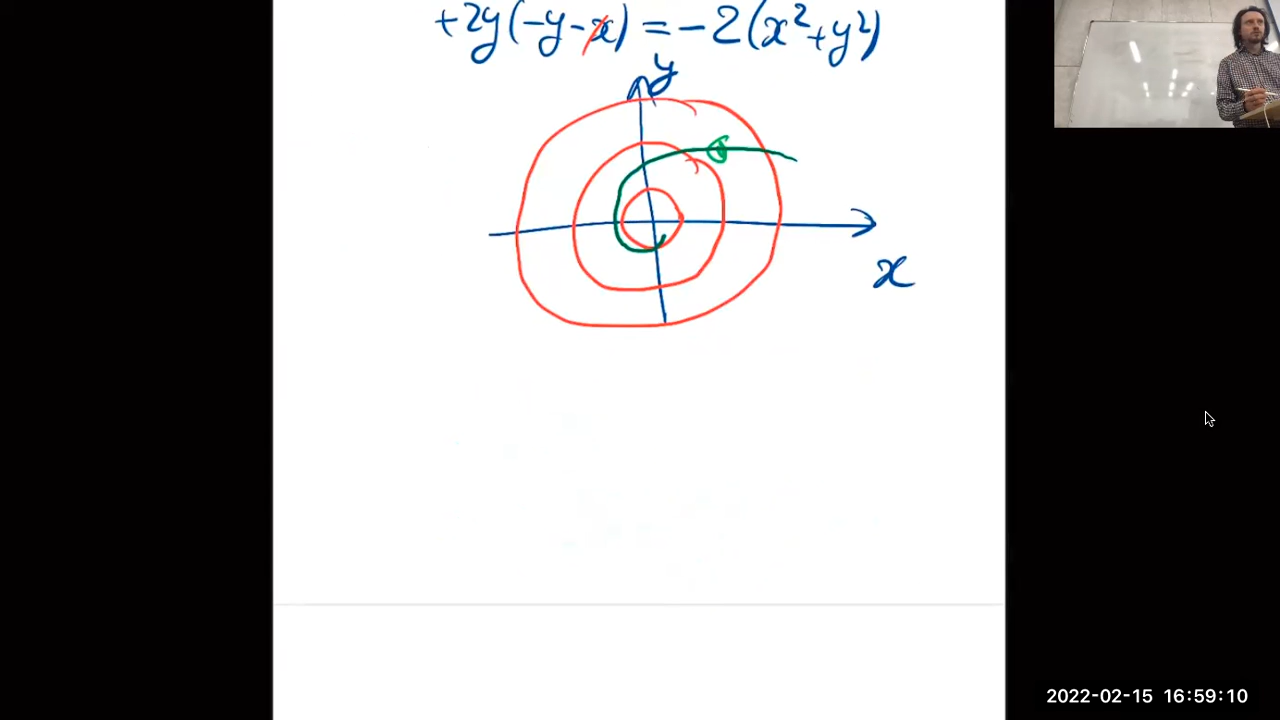 +2y(-y-x) = -2(x²+y²)
y
x
2022-02-15 16:59:10